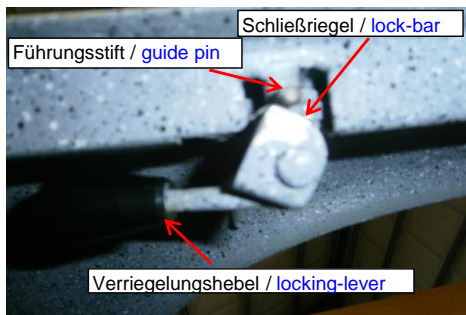 Schließriegel / lock-bar
Führungsstift / guide pin
Verriegelungshebel / locking-lever